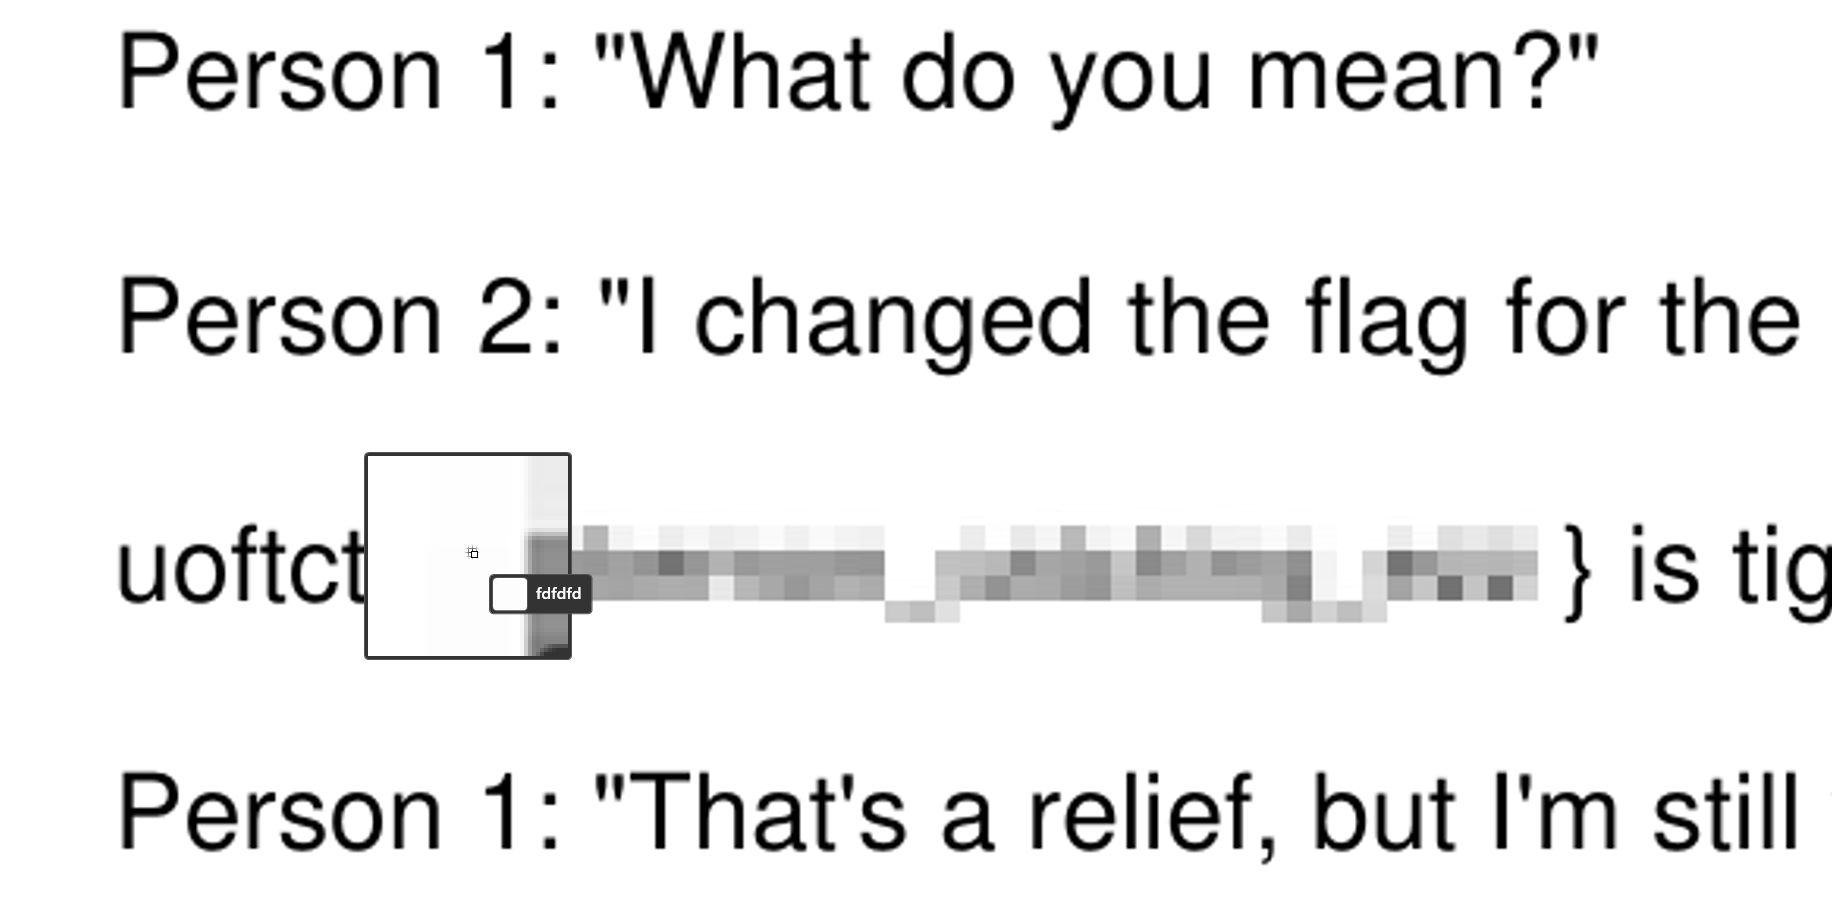 Person 1: "What do you mean?"
Person 2: "I changed the flag for the
uoftct
fdfdfd
} is tig
Person 1: "That's a relief, but I'm still